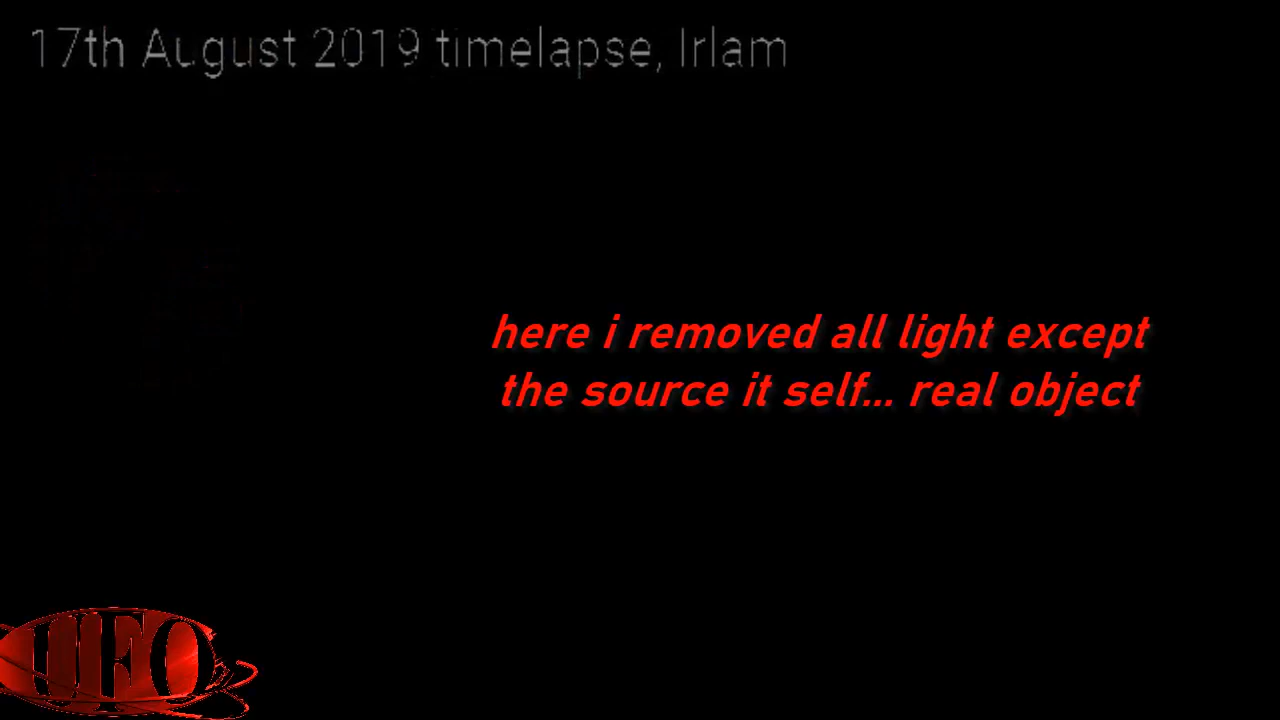 17th August 2019 timelapse, Irlam
here i removed all light except
the source it self... real object
UFO